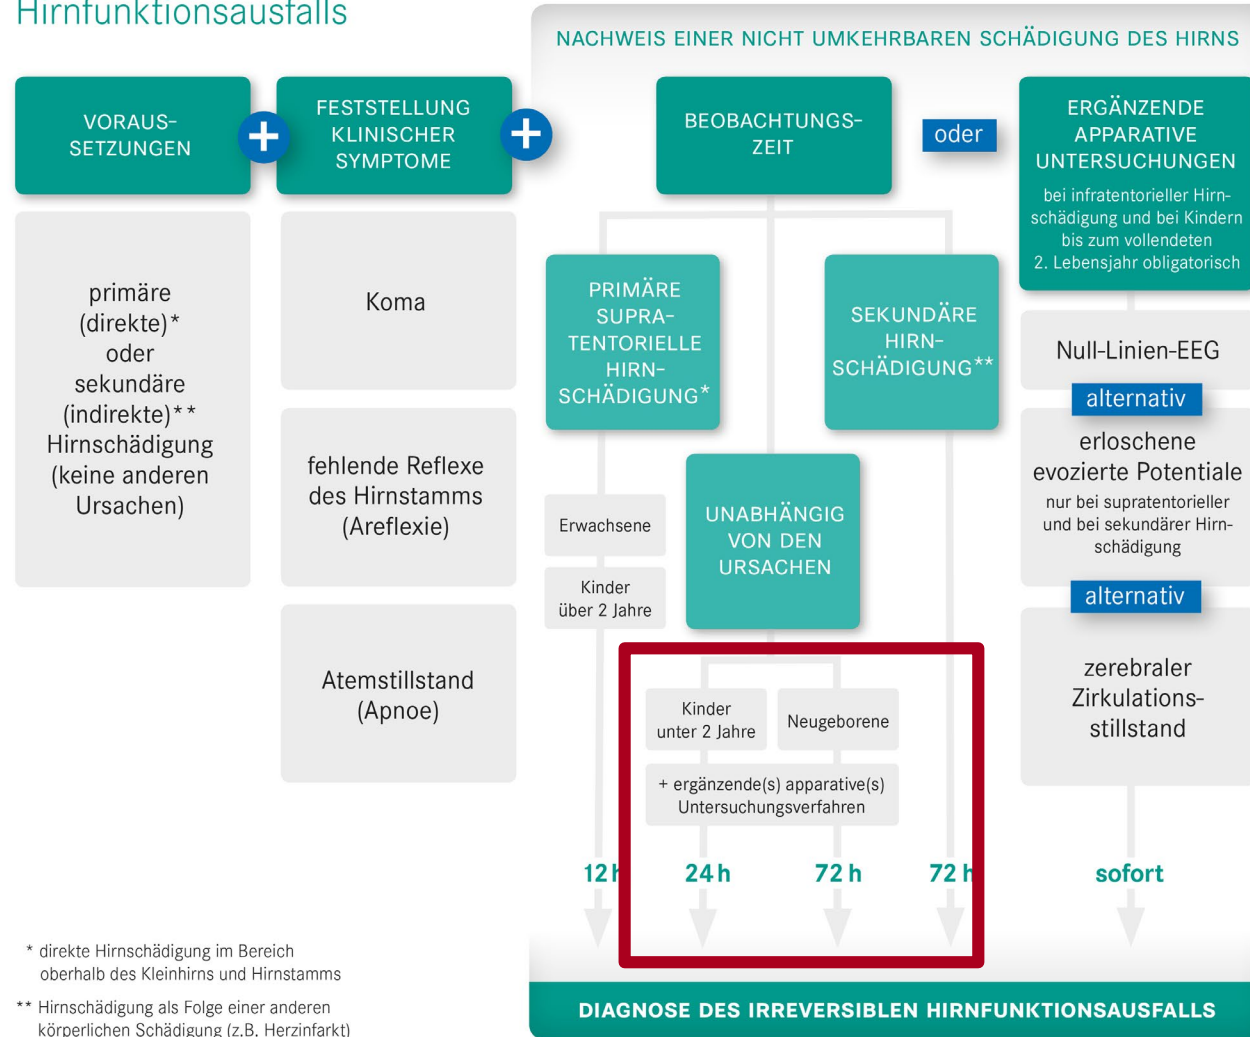 Hirnfunktionsausfalls
NACHWEIS EINER NICHT UMKEHRBAREN SCHÄDIGUNG DES HIRNS
VORAUS-
SETZUNGEN
+
FESTSTELLUNG
KLINISCHER
SYMPTOME
+
BEOBACHTUNGS-
ZEIT
oder
ERGÄNZENDE
APPARATIVE
UNTERSUCHUNGEN
bei infratentorieller Hirn-
schädigung und bei Kindern
bis zum vollendeten
2. Lebensjahr obligatorisch
primäre
(direkte)*
oder
sekundäre
(indirekte)**
Hirnschädigung
(keine anderen
Ursachen)
Koma
fehlende Reflexe
des Hirnstamms
(Areflexie)
Atemstillstand
(Apnoe)
PRIMÄRE
SUPRA-
TENTORIELLE
HIRN-
SCHÄDIGUNG*
Erwachsene
Kinder
über 2 Jahre
12 h
UNABHÄNGIG
VON DEN
URSACHEN
Kinder
unter 2 Jahre
Neugeborene
+ ergänzende(s) apparative(s)
Untersuchungsverfahren
24 h
72 h
SEKUNDÄRE
HIRN-
SCHÄDIGUNG**
72 h
Null-Linien-EEG
alternativ
erloschene
evozierte Potentiale
nur bei supratentorieller
und bei sekundärer Hirn-
schädigung
alternativ
zerebraler
Zirkulations-
stillstand
sofort
* direkte Hirnschädigung im Bereich
oberhalb des Kleinhirns und Hirnstamms
** Hirnschädigung als Folge einer anderen
körperlichen Schädigung (z.B. Herzinfarkt)
DIAGNOSE DES IRREVERSIBLEN HIRNFUNKTIONSAUSFALLS